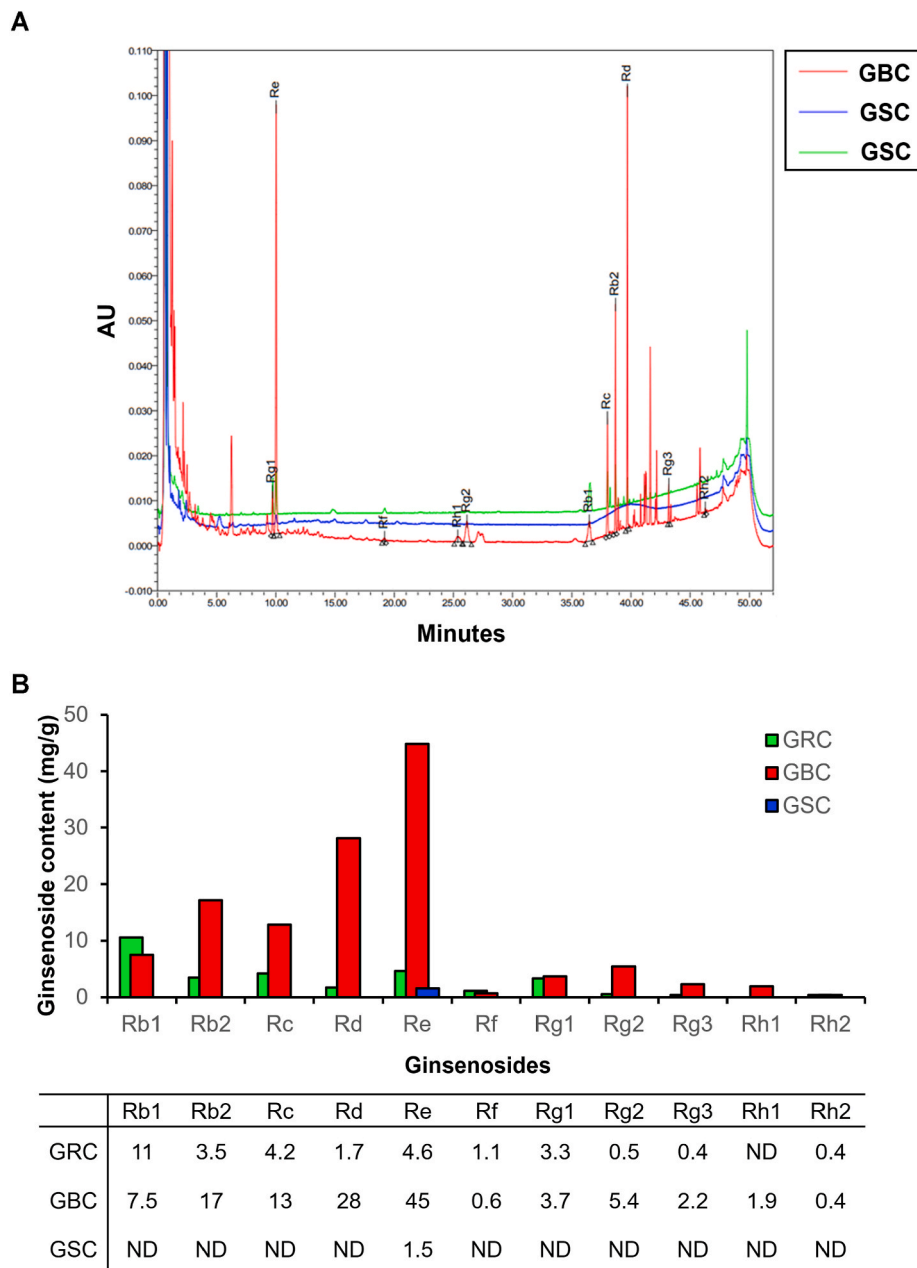 A
GBC
GSC
GSC
AU
0.110
0.100
0.090
0.080
0.070
0.060
0.050
0.040
0.030
0.020
0.010
0.000
-0.010
Re
Rg1
Rf
Rh1
Rg2
Rb1
Rc
Rb2
Rd
Rg3
Rh2
0.00 5.00 10.00 15.00 20.00 25.00 30.00 35.00 40.00 45.00 50.00
Minutes
B
Ginsenoside content (mg/g)
50
40
30
20
10
0
GRC
GBC
GSC
Rb1 Rb2 Rc Rd Re Rf Rg1 Rg2 Rg3 Rh1 Rh2
Ginsenosides
Rb1 Rb2 Rc Rd Re Rf Rg1 Rg2 Rg3 Rh1 Rh2
GRC 11 3.5 4.2 1.7 4.6 1.1 3.3 0.5 0.4 ND 0.4
GBC 7.5 17 13 28 45 0.6 3.7 5.4 2.2 1.9 0.4
GSC ND ND ND ND 1.5 ND ND ND ND ND ND